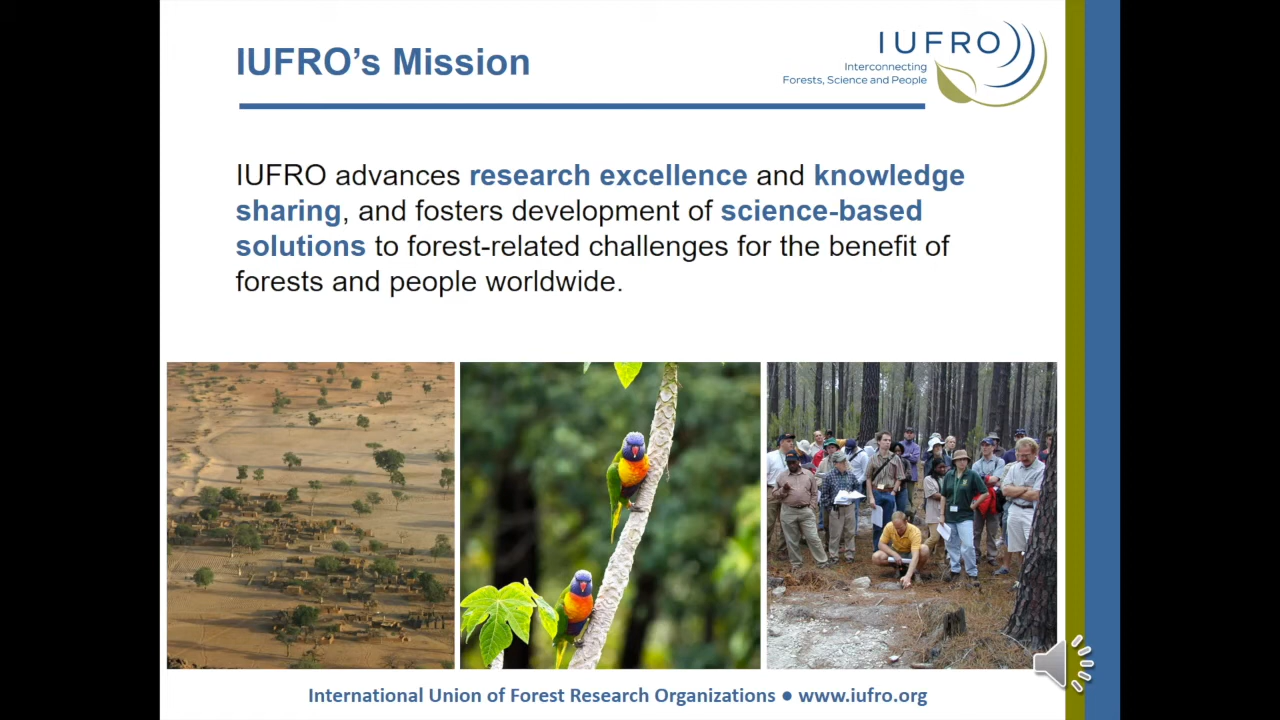 IUFRO's Mission
IUFRO
Interconnecting
Forests, Science and People
IUFRO advances research excellence and knowledge
sharing, and fosters development of science-based
solutions to forest-related challenges for the benefit of
forests and people worldwide.
International Union of Forest Research Organizations ● www.iufro.org